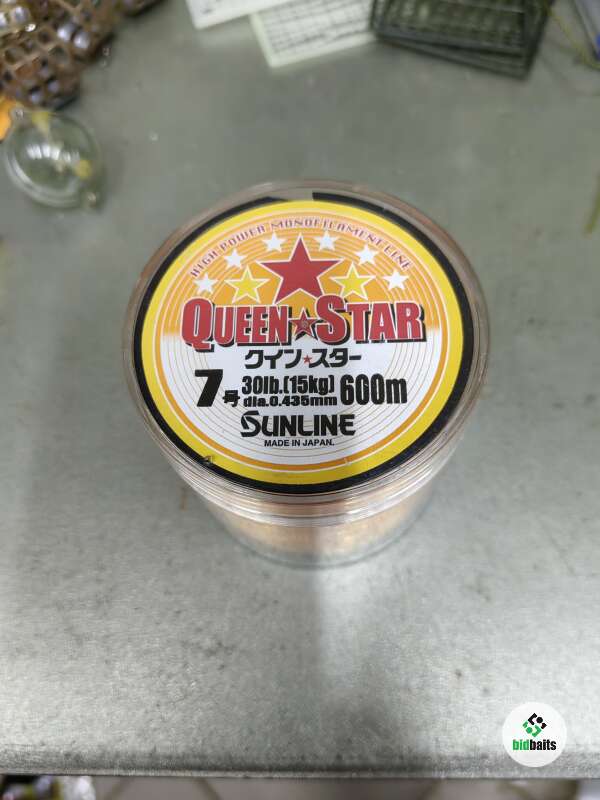 HIGH POWER MONOFILAMENT LINE
QUEEN★STAR
クイン★スター
7号 30lb.(15kg) 600m
dia.0.435mm
SUNLINE
MADE IN JAPAN.
bidbaits